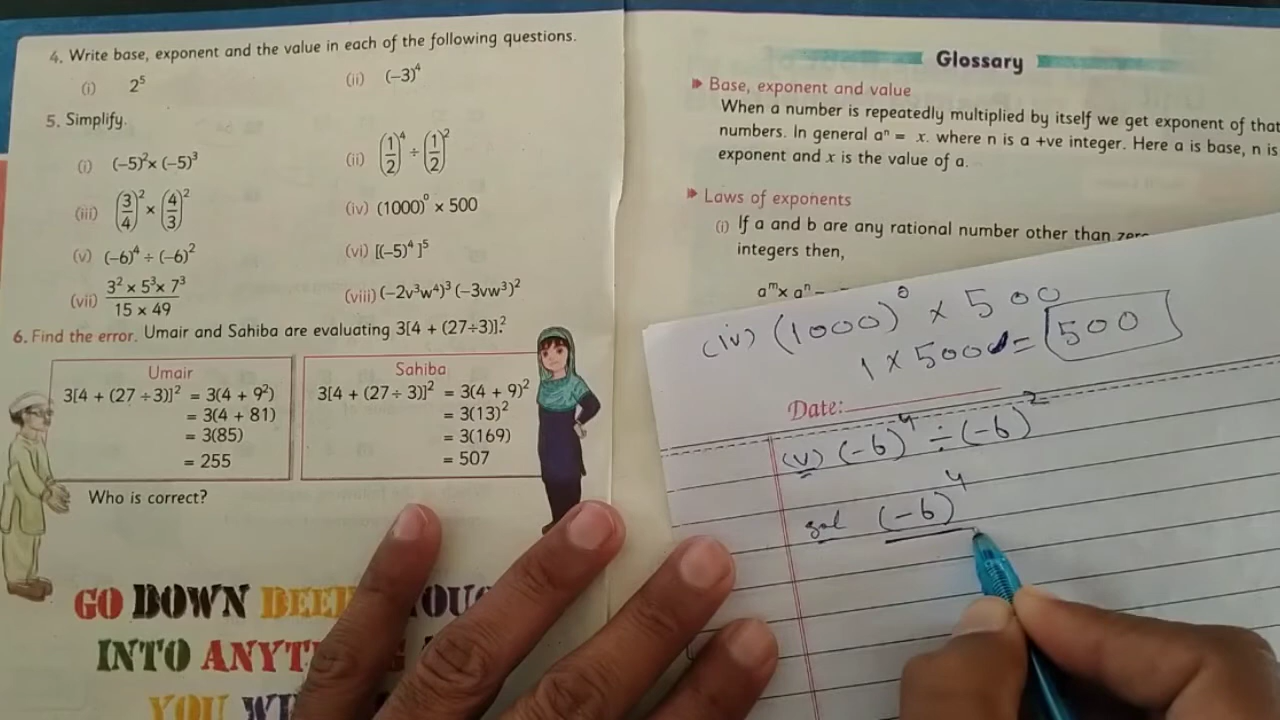 4. Write base, exponent and the value in each of the following questions.
(i) 2⁵ (ii) (−3)⁴
5. Simplify.
(i) (−5)²× (−5)³ (ii) (1/2)⁴ ÷ (1/2)²
(iii) (3/4)² × (4/3)² (iv) (1000)⁰ × 500
(v) (−6)⁴ ÷ (−6)² (vi) [(−5)⁴ ]⁵
(vii) 3² × 5³× 7³ / 15 × 49 (viii) (−2v³w⁴)³ (−3vw³)²
6. Find the error. Umair and Sahiba are evaluating 3[4 + (27÷3)]².
Umair
3[4 + (27 ÷3)]² = 3(4 + 9²)
= 3(4 + 81)
= 3(85)
= 255
Sahiba
3[4 + (27 ÷ 3)]² = 3(4 + 9)²
= 3(13)²
= 3(169)
= 507
Who is correct?
GO DOWN DEEP
INTO
YOU
Glossary
Base, exponent and value
When a number is repeatedly multiplied by itself we get exponent of that
numbers. In general aⁿ = x. where n is a +ve integer. Here a is base, n is
exponent and x is the value of a.
Laws of exponents
(i) If a and b are any rational number other than
integers then,
aᵐ× aⁿ =
(iv) (1000)⁰ × 500
1 × 500 = 500
Date:
(v) (−6)⁴ ÷ (−6)²
sol (−6)⁴